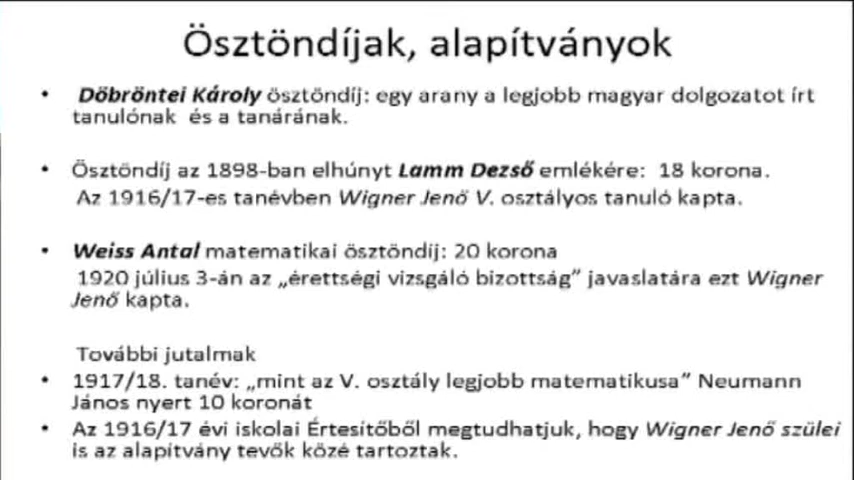 Ösztöndíjak, alapítványok
• Döbröntei Károly ösztöndíj: egy arany a legjobb magyar dolgozatot írt
tanulónak és a tanárának.
• Ösztöndíj az 1898-ban elhúnyt Lamm Dezső emlékére: 18 korona.
Az 1916/17-es tanévben Wigner Jenő V. osztályos tanuló kapta.
• Weiss Antal matematikai ösztöndíj: 20 korona
1920 július 3-án az „érettségi vizsgáló bizottság” javaslatára ezt Wigner
Jenő kapta.
További jutalmak
• 1917/18. tanév: „mint az V. osztály legjobb matematikusa” Neumann
János nyert 10 koronát
• Az 1916/17 évi iskolai Értesítőből megtudhatjuk, hogy Wigner Jenő szülei
is az alapítvány tevők közé tartoztak.